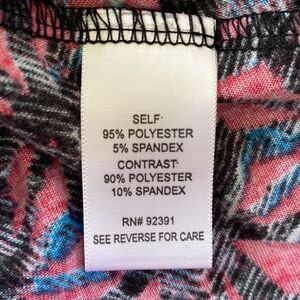 SELF:
95% POLYESTER
5% SPANDEX
CONTRAST:
90% POLYESTER
10% SPANDEX
RN# 92391
SEE REVERSE FOR CARE